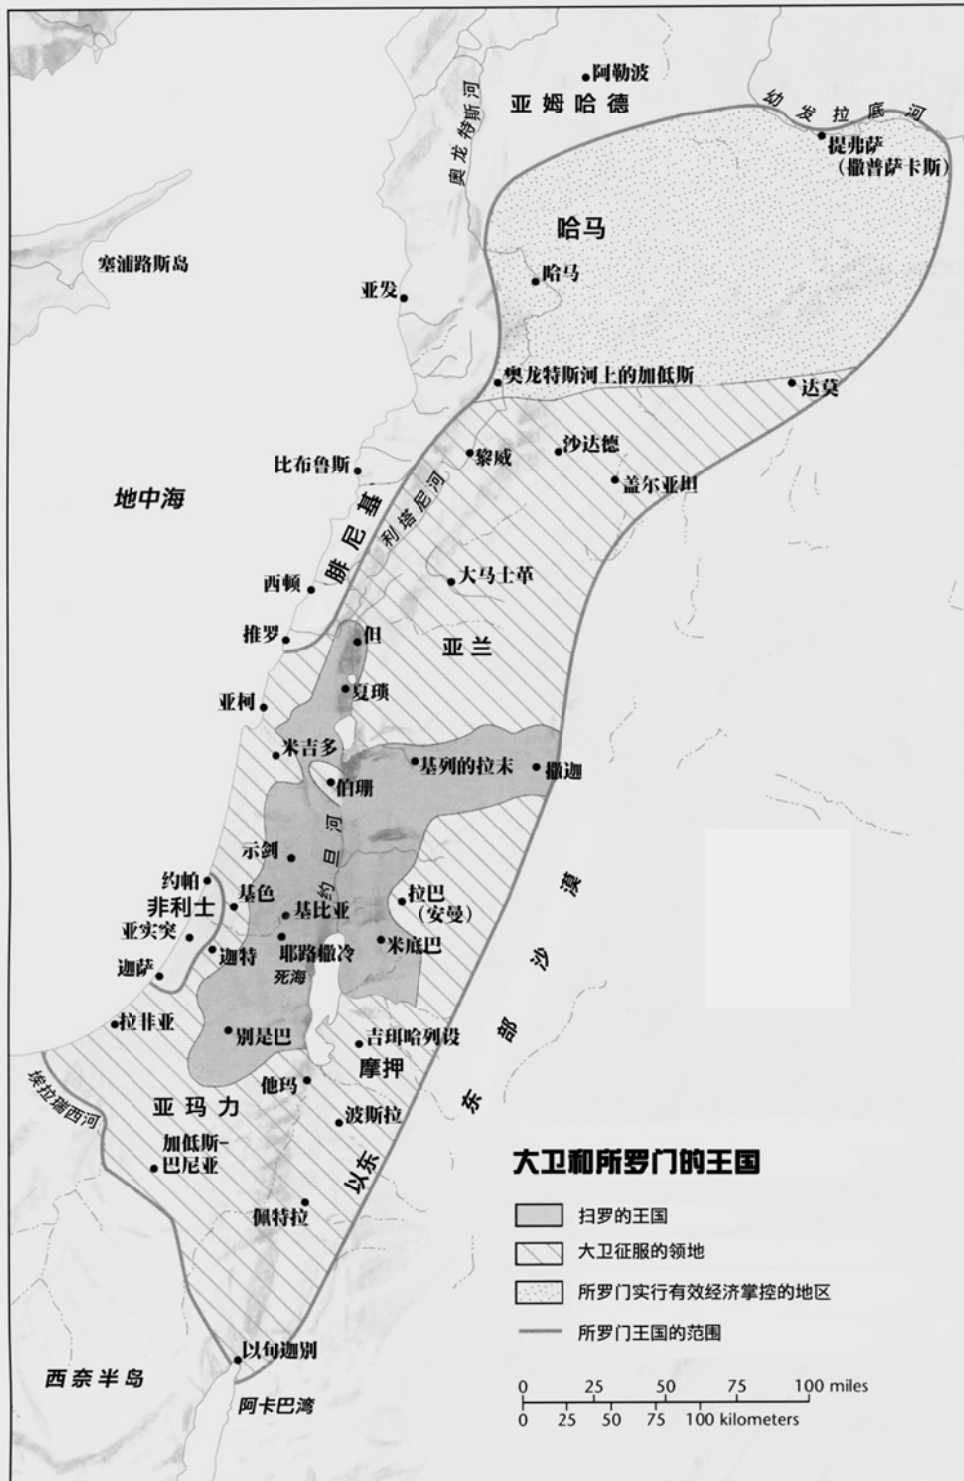 阿勒波
亚姆哈德
幼发拉底河
奥龙特斯河
提弗萨
(撒普萨卡斯)
哈马
哈马
塞浦路斯岛
亚发
奥龙特斯河上的加低斯
达莫
黎威
沙达德
盖尔亚坦
比布鲁斯
地中海
腓尼基
利塔尼河
大马士革
西顿
推罗
但
亚兰
夏琐
亚柯
米吉多
基列的拉末
撒迦
伯珊
约旦河
示剑
约帕
非利士
基色
基比亚
拉巴
(安曼)
亚实突
迦特
耶路撒冷
米底巴
迦萨
死海
拉非亚
别是巴
吉珥哈列设
摩押
他玛
埃拉瑞西河
亚玛力
波斯拉
加低斯-
巴尼亚
以东
佩特拉
东部沙漠
以旬迦别
西奈半岛
阿卡巴湾
大卫和所罗门的王国
扫罗的王国
大卫征服的领地
所罗门实行有效经济掌控的地区
所罗门王国的范围
0 25 50 75 100 miles
0 25 50 75 100 kilometers